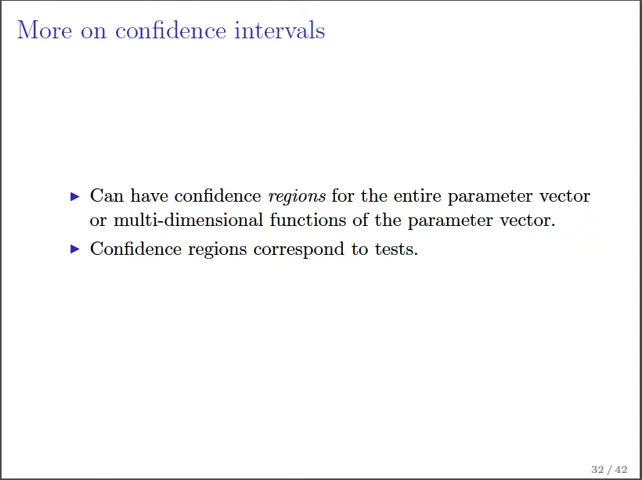 More on confidence intervals
▶ Can have confidence regions for the entire parameter vector
or multi-dimensional functions of the parameter vector.
▶ Confidence regions correspond to tests.
32 / 42